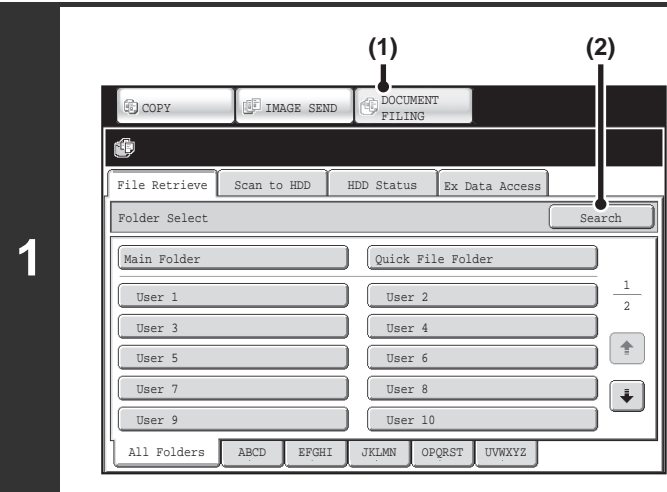 (1) (2)
COPY IMAGE SEND DOCUMENT FILING
File Retrieve Scan to HDD HDD Status Ex Data Access
Folder Select Search
1
Main Folder Quick File Folder
User 1 User 2
1
2
User 3 User 4
User 5 User 6
User 7 User 8
User 9 User 10
All Folders ABCD EFGHI JKLMN OPQRST UVWXYZ